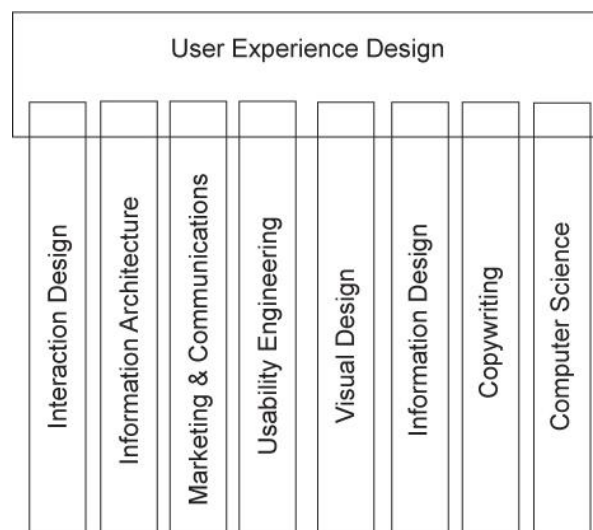 User Experience Design
Interaction Design
Information Architecture
Marketing & Communications
Usability Engineering
Visual Design
Information Design
Copywriting
Computer Science